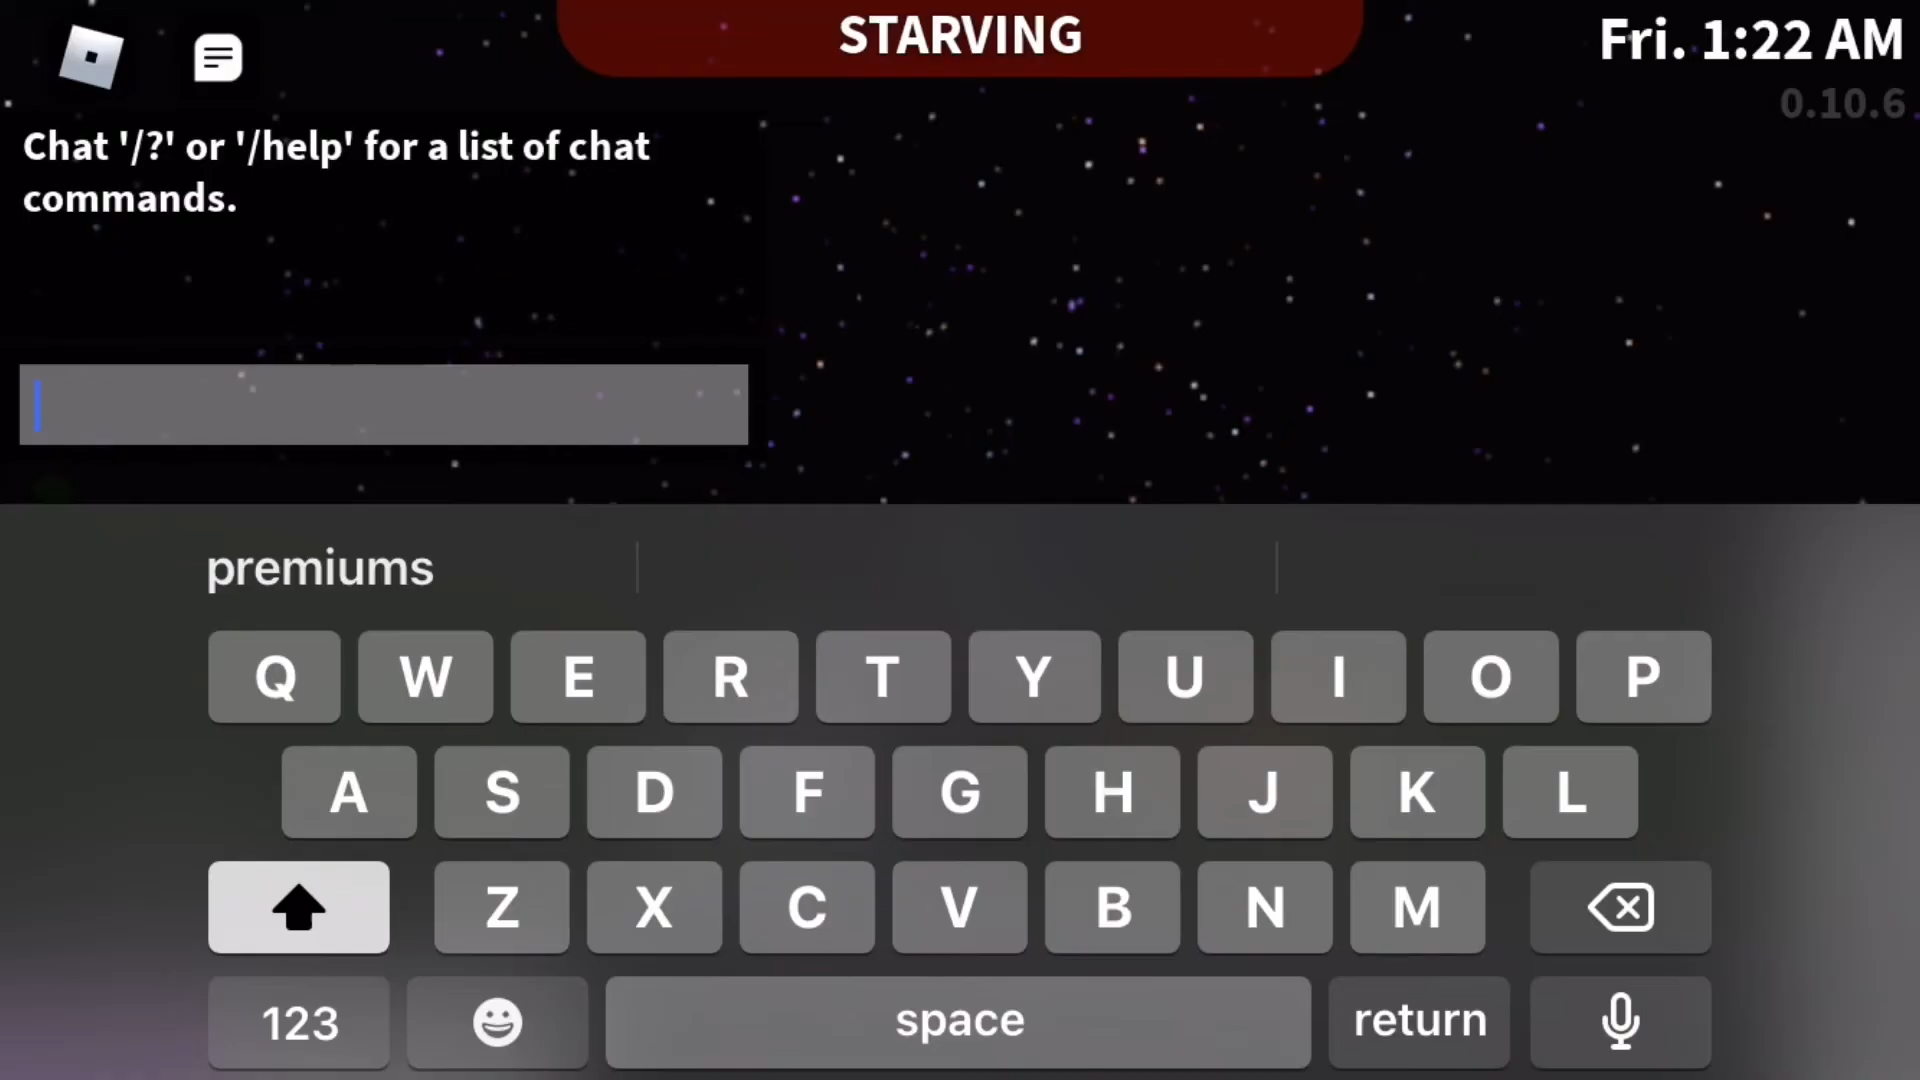 STARVING
Fri. 1:22 AM
0.10.6
Chat '/?' or '/help' for a list of chat
commands.
premiums
Q W E R T Y U I O P
A S D F G H J K L
Z X C V B N M
123 space return